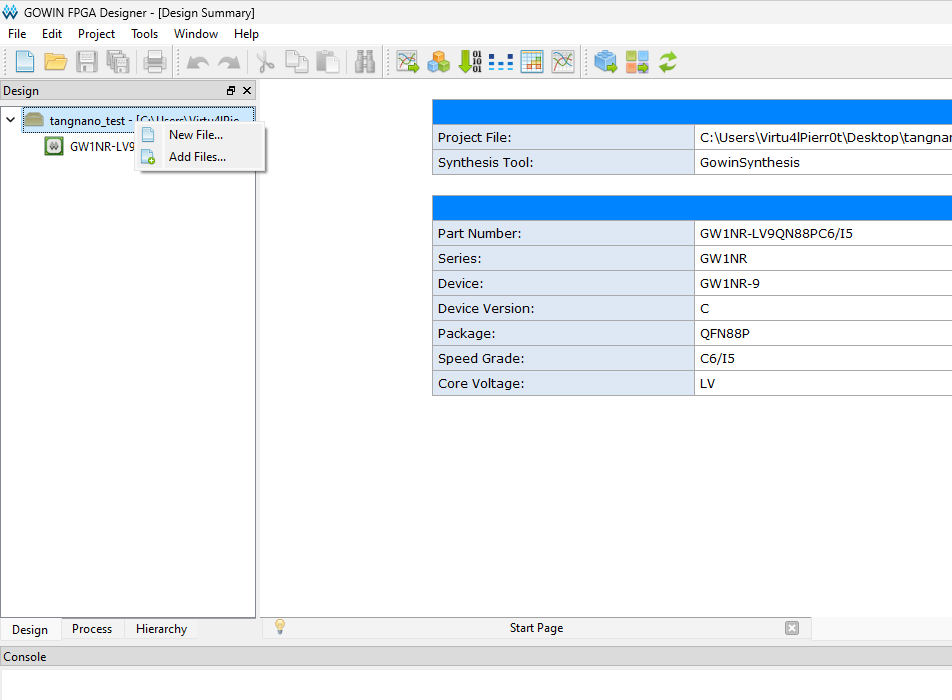 GOWIN FPGA Designer - [Design Summary]
File Edit Project Tools Window Help
Design
tangnano_test - [C:\Users\Virtu4lPie
GW1NR-LV9
New File...
Add Files...
Project File: C:\Users\Virtu4lPierr0t\Desktop\tangnan
Synthesis Tool: GowinSynthesis
Part Number: GW1NR-LV9QN88PC6/I5
Series: GW1NR
Device: GW1NR-9
Device Version: C
Package: QFN88P
Speed Grade: C6/I5
Core Voltage: LV
Design Process Hierarchy
Start Page
Console